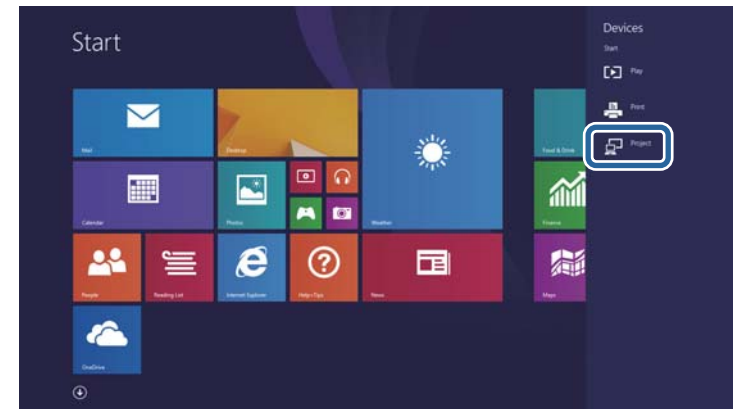 Start
Devices
Start
Play
Print
Project
Mail
Desktop
Food & Drink
Calendar
Photos
Weather
Finance
People
Reading List
Internet Explorer
Help+Tips
News
Maps
OneDrive